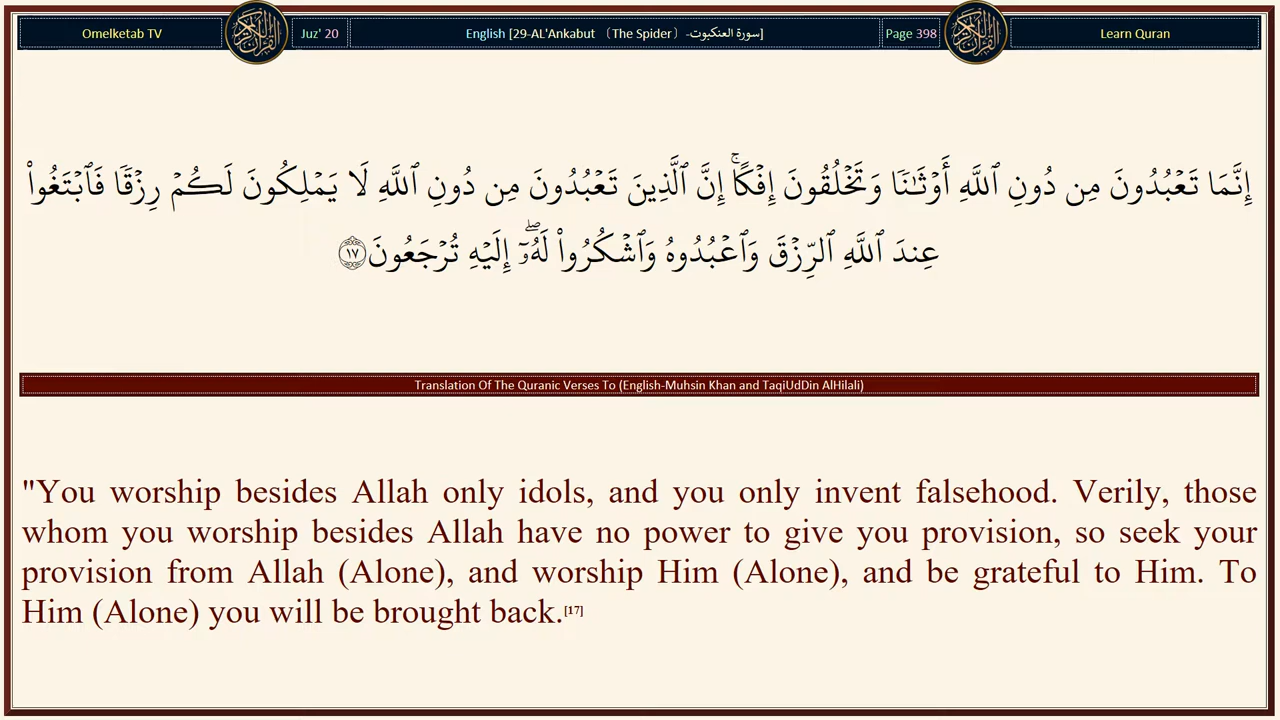 Omelketab TV
Juz' 20
English [29-AL'Ankabut （The Spider）-سورة العنكبوت]
Page 398
Learn Quran
إِنَّمَا تَعْبُدُونَ مِن دُونِ ٱللَّهِ أَوْثَـٰنًا وَتَخْلُقُونَ إِفْكًا ۚ إِنَّ ٱلَّذِينَ تَعْبُدُونَ مِن دُونِ ٱللَّهِ لَا يَمْلِكُونَ لَكُمْ رِزْقًا فَٱبْتَغُوا۟
عِندَ ٱللَّهِ ٱلرِّزْقَ وَٱعْبُدُوهُ وَٱشْكُرُوا۟ لَهُۥٓ ۖ إِلَيْهِ تُرْجَعُونَ ١٧
Translation Of The Quranic Verses To (English-Muhsin Khan and TaqiUdDin AlHilali)
"You worship besides Allah only idols, and you only invent falsehood. Verily, those
whom you worship besides Allah have no power to give you provision, so seek your
provision from Allah (Alone), and worship Him (Alone), and be grateful to Him. To
Him (Alone) you will be brought back.[17]